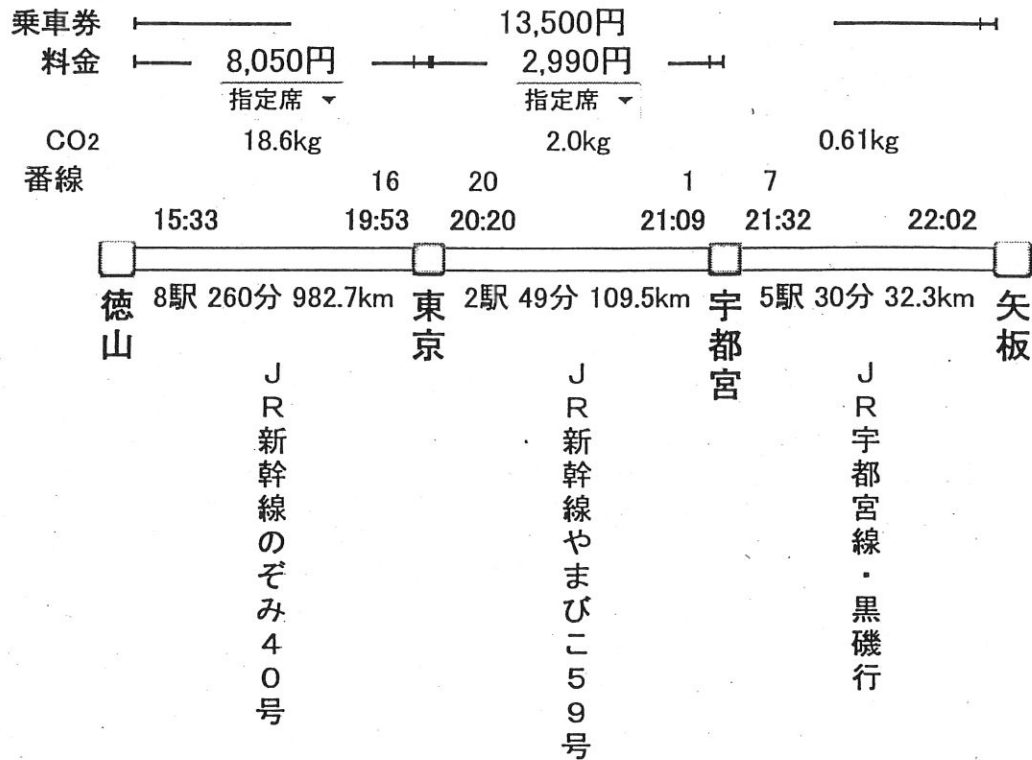 乗車券 13,500円
料金 8,050円 2,990円
指定席 指定席
CO2 18.6kg 2.0kg 0.61kg
番線 16 20 1 7
15:33 19:53 20:20 21:09 21:32 22:02
8駅 260分 982.7km 2駅 49分 109.5km 5駅 30分 32.3km
徳山
東京
宇都宮
矢板
JR新幹線のぞみ40号
JR新幹線やまびこ59号
JR宇都宮線・黒磯行